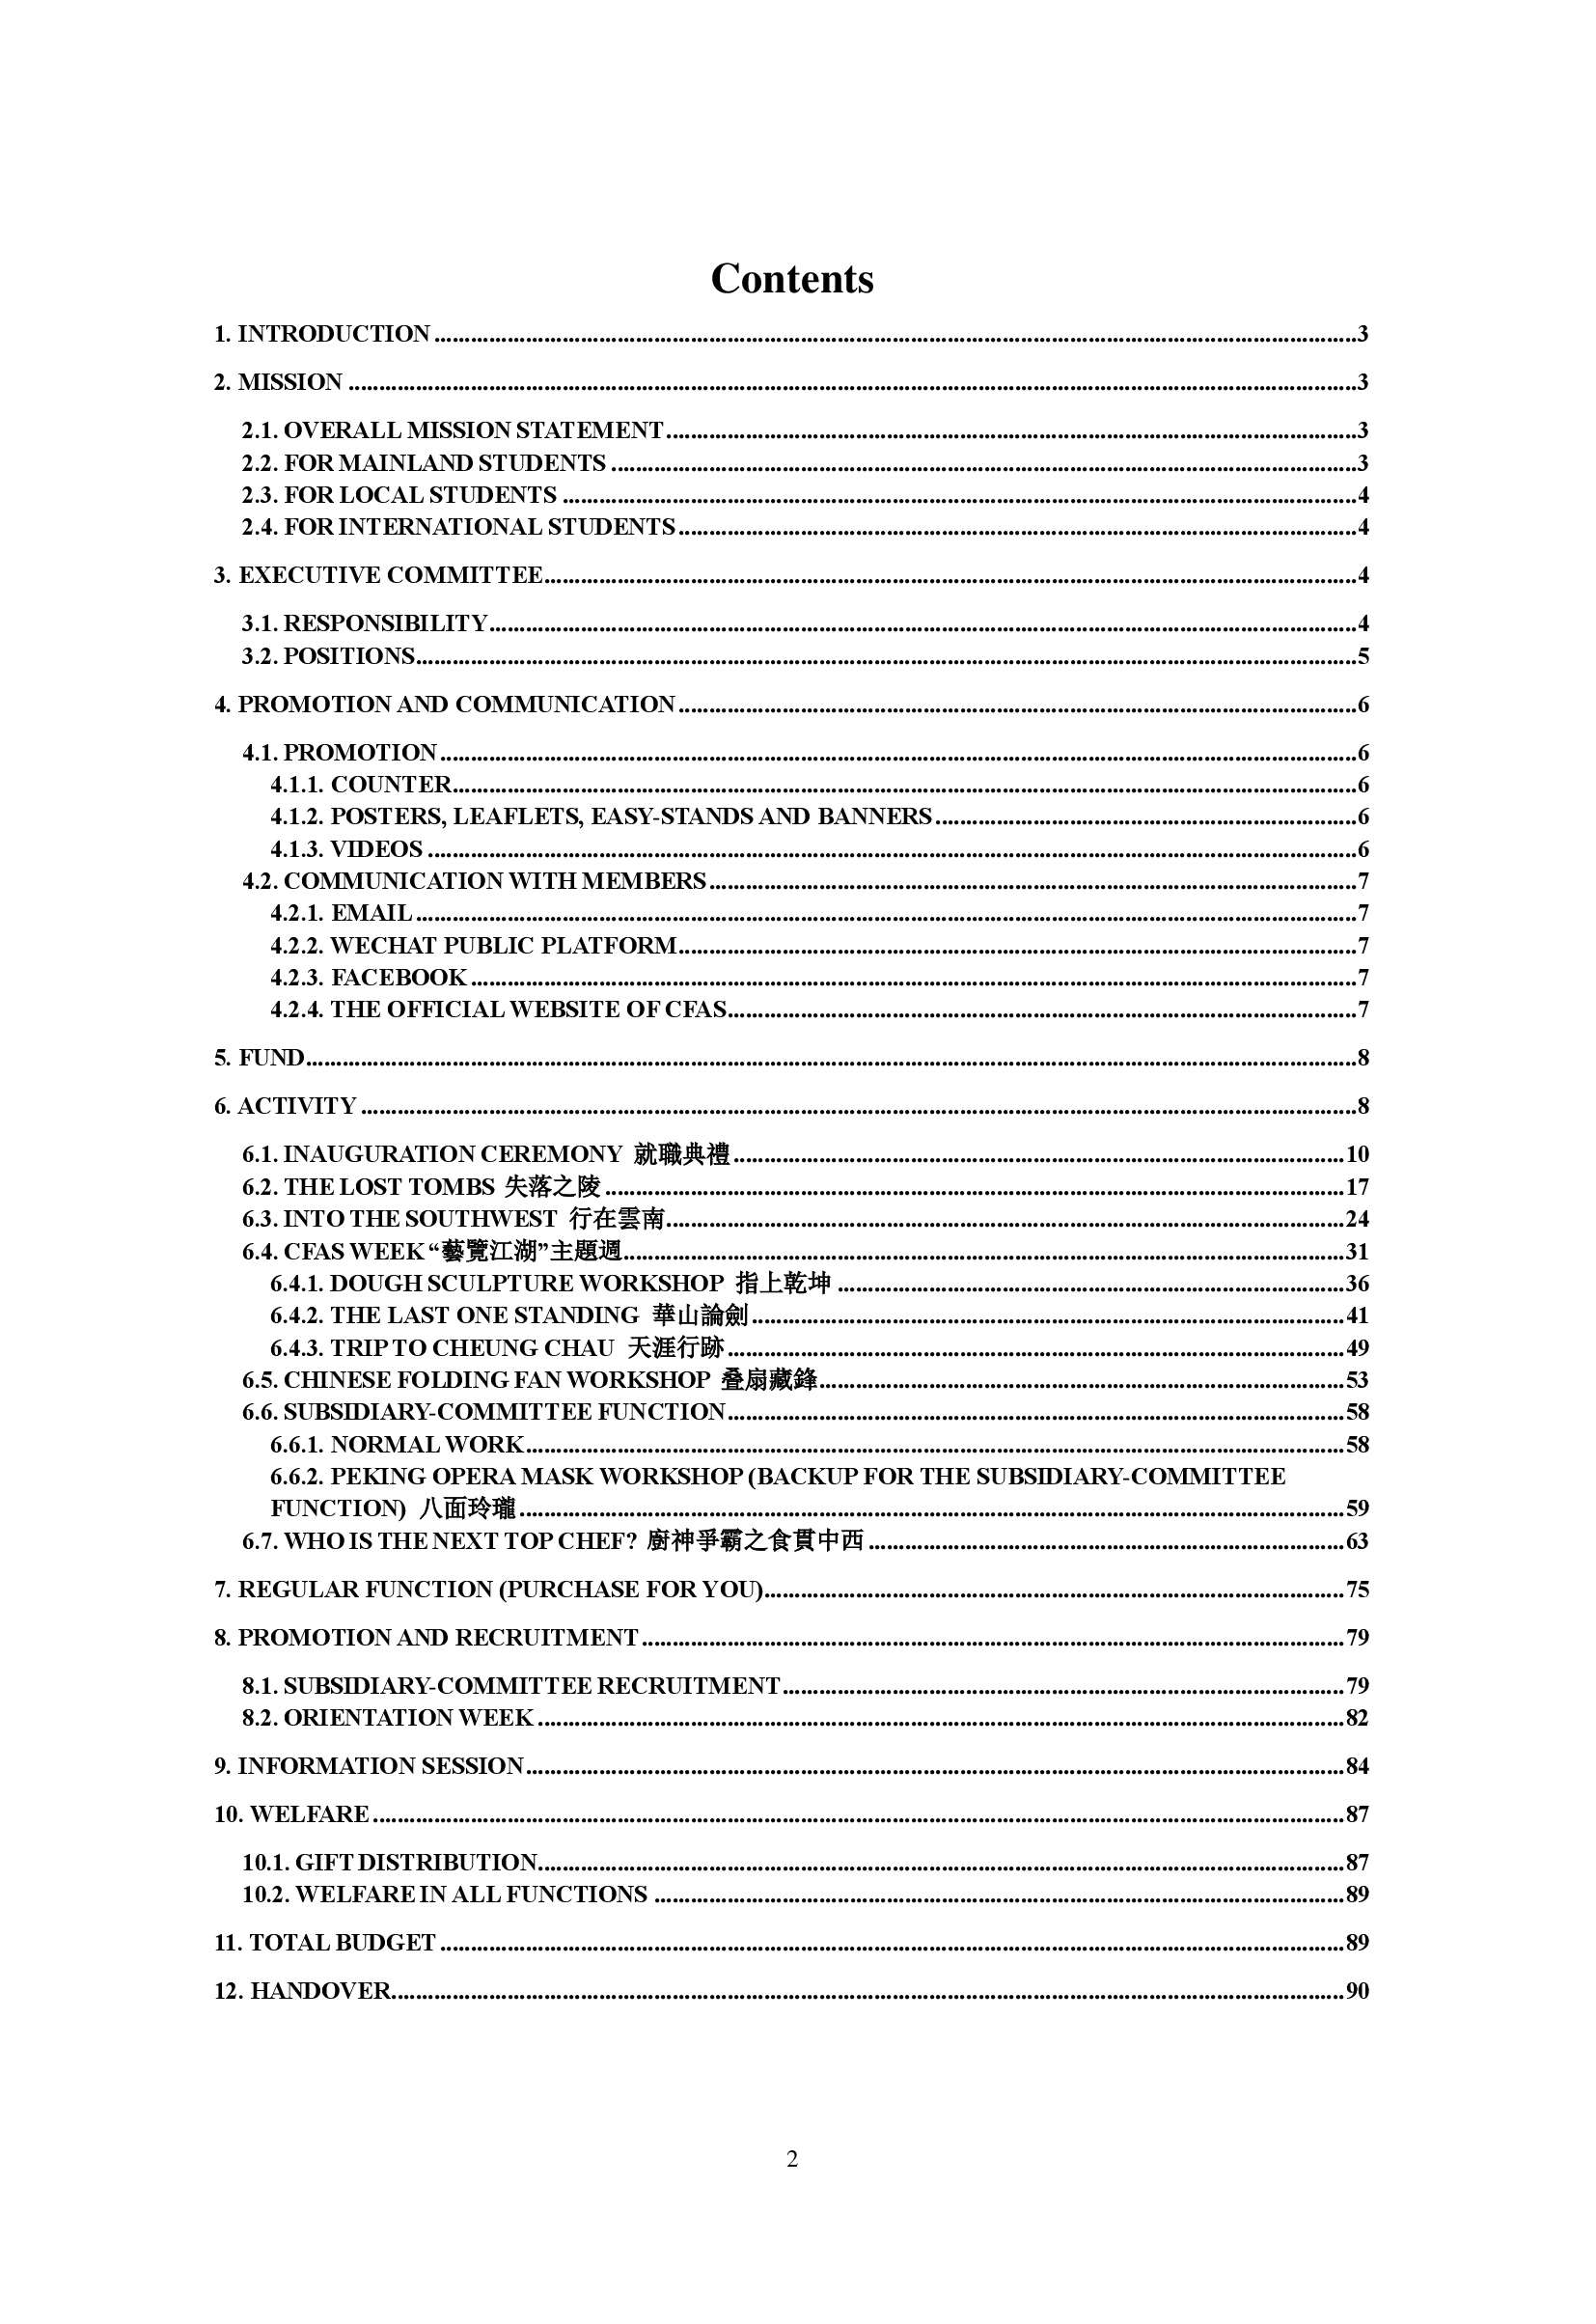 Contents
1. INTRODUCTION ........ 3
2. MISSION ........ 3
2.1. OVERALL MISSION STATEMENT ........ 3
2.2. FOR MAINLAND STUDENTS ........ 3
2.3. FOR LOCAL STUDENTS ........ 4
2.4. FOR INTERNATIONAL STUDENTS ........ 4
3. EXECUTIVE COMMITTEE ........ 4
3.1. RESPONSIBILITY ........ 4
3.2. POSITIONS ........ 5
4. PROMOTION AND COMMUNICATION ........ 6
4.1. PROMOTION ........ 6
4.1.1. COUNTER ........ 6
4.1.2. POSTERS, LEAFLETS, EASY-STANDS AND BANNERS ........ 6
4.1.3. VIDEOS ........ 6
4.2. COMMUNICATION WITH MEMBERS ........ 7
4.2.1. EMAIL ........ 7
4.2.2. WECHAT PUBLIC PLATFORM ........ 7
4.2.3. FACEBOOK ........ 7
4.2.4. THE OFFICIAL WEBSITE OF CFAS ........ 7
5. FUND ........ 8
6. ACTIVITY ........ 8
6.1. INAUGURATION CEREMONY 就職典禮 ........ 10
6.2. THE LOST TOMBS 失落之陵 ........ 17
6.3. INTO THE SOUTHWEST 行在雲南 ........ 24
6.4. CFAS WEEK “藝覽江湖”主題週 ........ 31
6.4.1. DOUGH SCULPTURE WORKSHOP 指上乾坤 ........ 36
6.4.2. THE LAST ONE STANDING 華山論劍 ........ 41
6.4.3. TRIP TO CHEUNG CHAU 天涯行跡 ........ 49
6.5. CHINESE FOLDING FAN WORKSHOP 叠扇藏鋒 ........ 53
6.6. SUBSIDIARY-COMMITTEE FUNCTION ........ 58
6.6.1. NORMAL WORK ........ 58
6.6.2. PEKING OPERA MASK WORKSHOP (BACKUP FOR THE SUBSIDIARY-COMMITTEE
FUNCTION) 八面玲瓏 ........ 59
6.7. WHO IS THE NEXT TOP CHEF? 廚神爭霸之食貫中西 ........ 63
7. REGULAR FUNCTION (PURCHASE FOR YOU) ........ 75
8. PROMOTION AND RECRUITMENT ........ 79
8.1. SUBSIDIARY-COMMITTEE RECRUITMENT ........ 79
8.2. ORIENTATION WEEK ........ 82
9. INFORMATION SESSION ........ 84
10. WELFARE ........ 87
10.1. GIFT DISTRIBUTION ........ 87
10.2. WELFARE IN ALL FUNCTIONS ........ 89
11. TOTAL BUDGET ........ 89
12. HANDOVER ........ 90
2